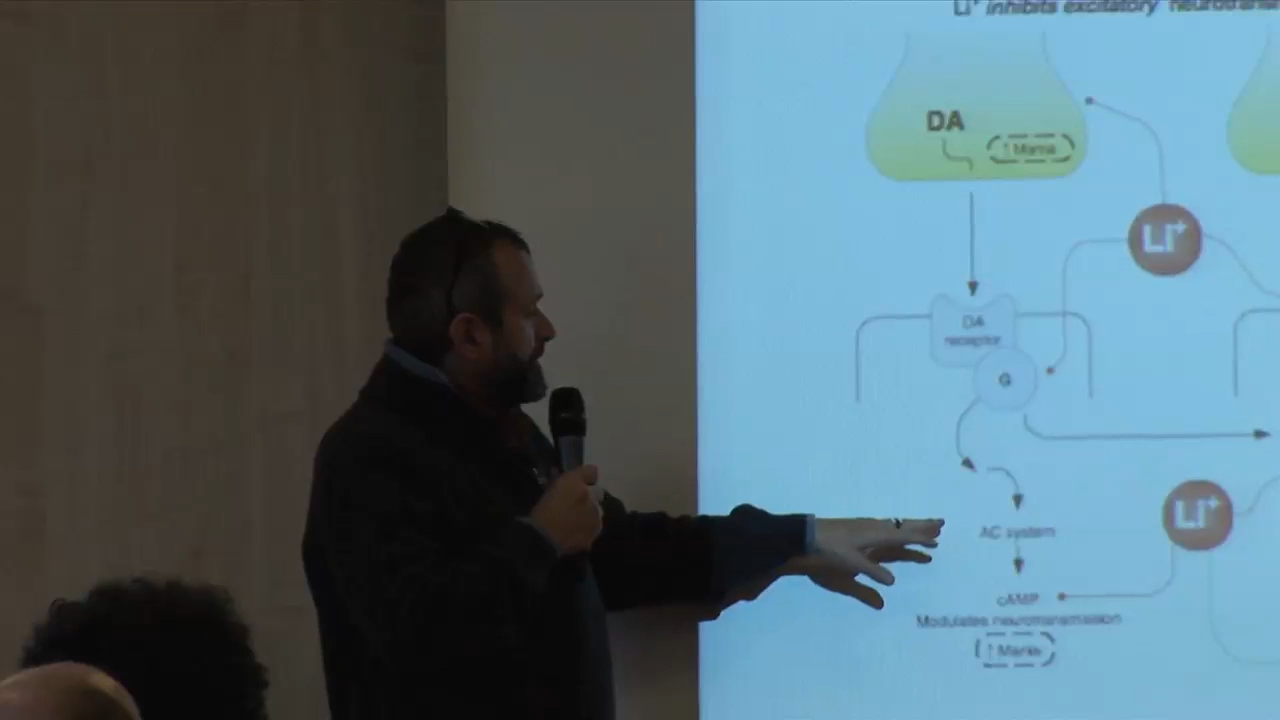 Li⁺ inhibits excitatory
DA
↑ Mania
LI⁺
DA
receptor
G
AC system
LI⁺
cAMP
Modulates neurotransmission
↑ Mania